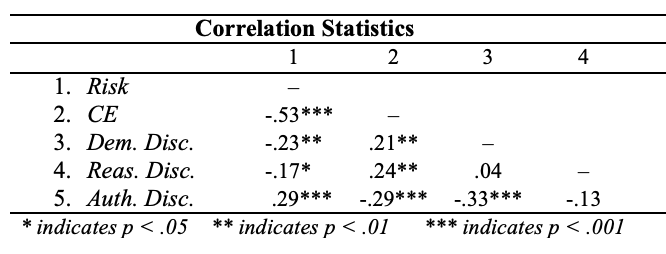 Correlation Statistics
1 2 3 4
1. Risk –
2. CE -.53*** –
3. Dem. Disc. -.23** .21** –
4. Reas. Disc. -.17* .24** .04 –
5. Auth. Disc. .29*** -.29*** -.33*** -.13
* indicates p < .05 ** indicates p < .01 *** indicates p < .001